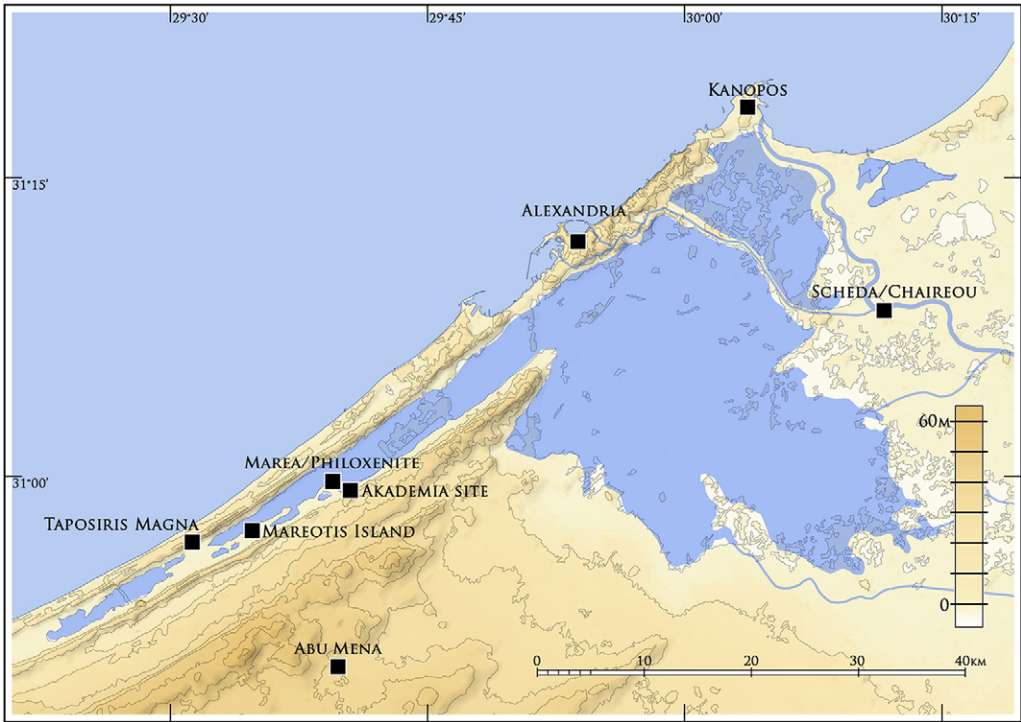 29°30′
29°45′
30°00′
30°15′
Kanopos
31°15′
Alexandria
Scheda/Chaireou
60m
Marea/Philoxenite
31°00′
Akademia site
Taposiris Magna
Mareotis Island
0
Abu Mena
0 10 20 30 40km